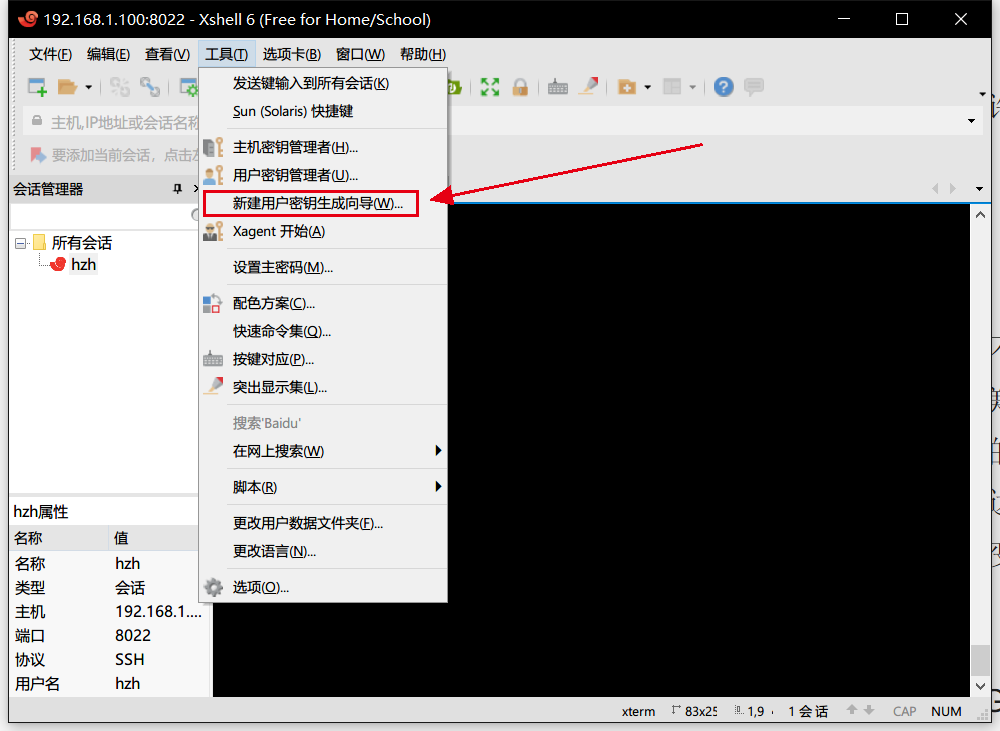 192.168.1.100:8022 - Xshell 6 (Free for Home/School)
文件(F) 编辑(E) 查看(V) 工具(T) 选项卡(B) 窗口(W) 帮助(H)
主机,IP地址或会话名称
要添加当前会话，点击左
会话管理器
所有会话
hzh
发送键输入到所有会话(K)
Sun (Solaris) 快捷键
主机密钥管理者(H)...
用户密钥管理者(U)...
新建用户密钥生成向导(W)...
Xagent 开始(A)
设置主密码(M)...
配色方案(C)...
快速命令集(Q)...
按键对应(P)...
突出显示集(L)...
搜索'Baidu'
在网上搜索(W)
脚本(R)
更改用户数据文件夹(F)...
更改语言(N)...
选项(O)...
hzh属性
名称 值
名称 hzh
类型 会话
主机 192.168.1....
端口 8022
协议 SSH
用户名 hzh
xterm 83x25 1,9 1 会话 CAP NUM